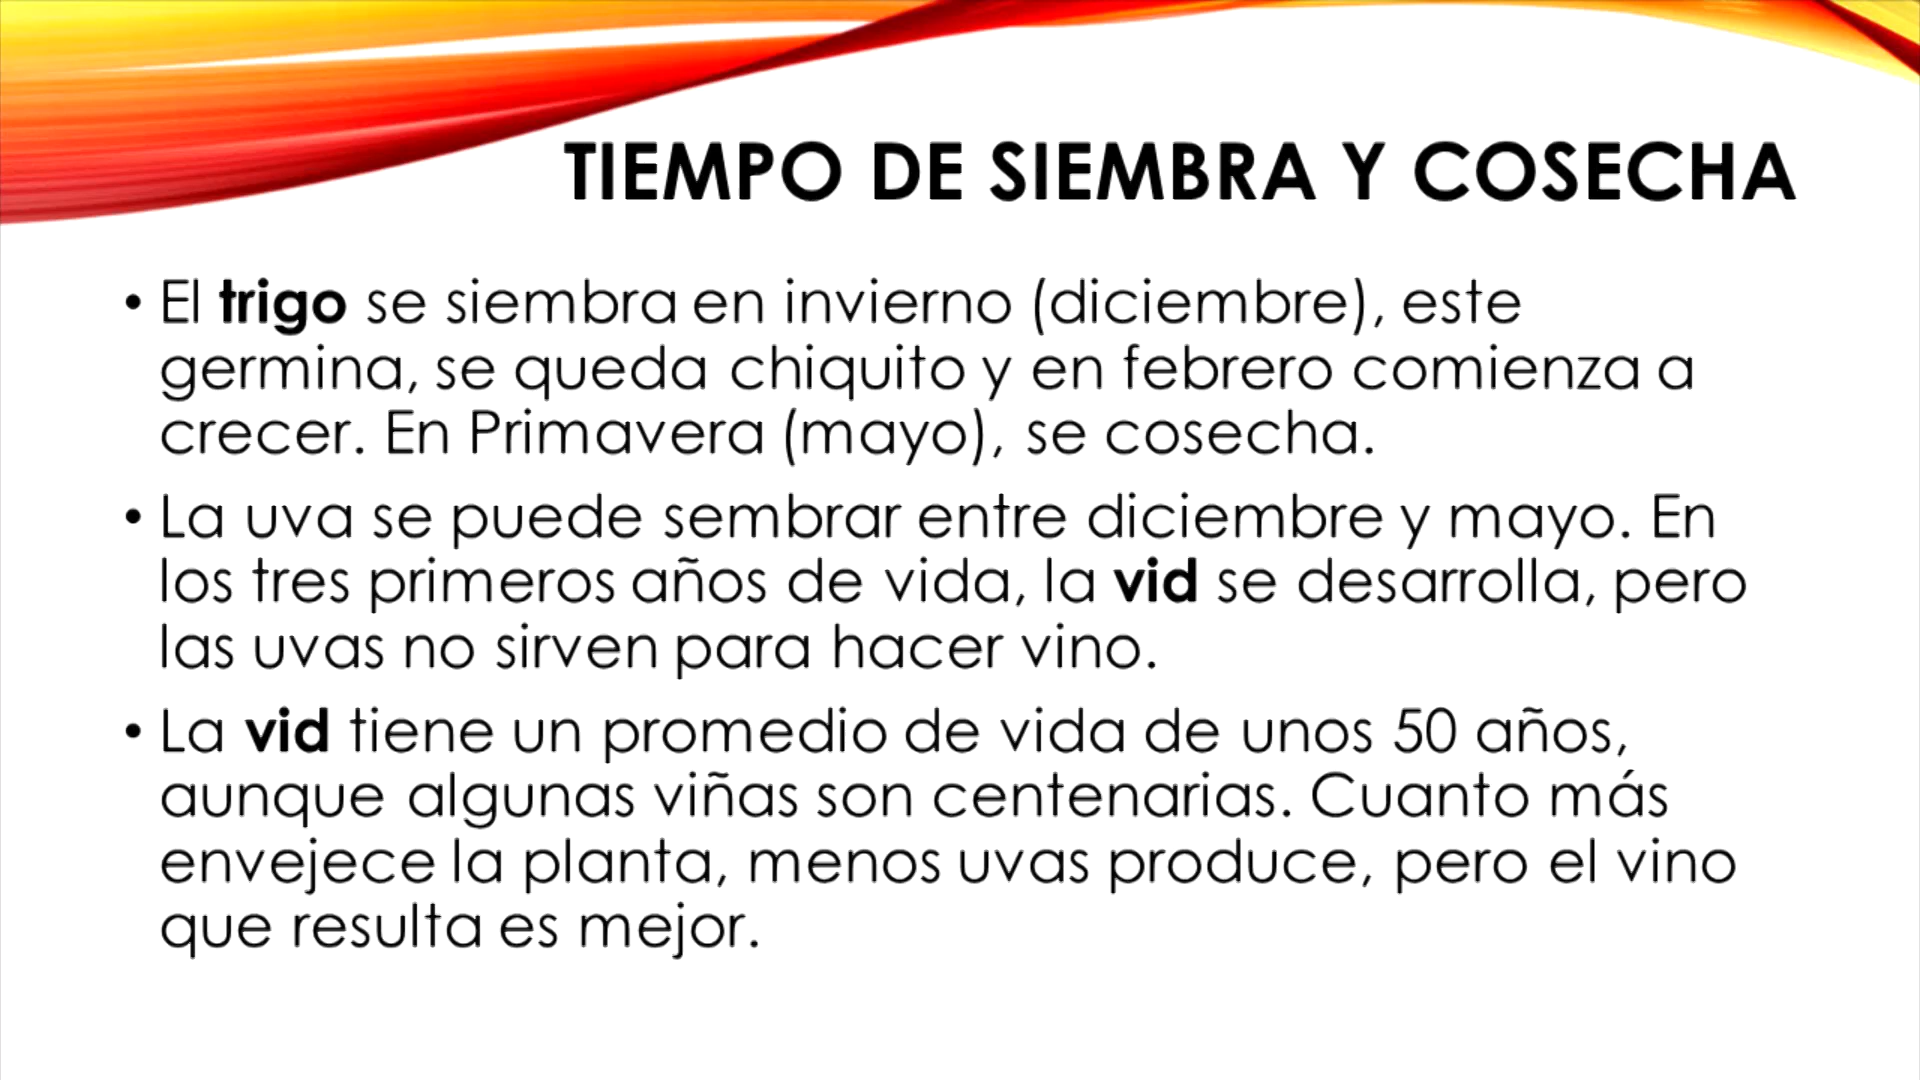 TIEMPO DE SIEMBRA Y COSECHA
• El trigo se siembra en invierno (diciembre), este
germina, se queda chiquito y en febrero comienza a
crecer. En Primavera (mayo), se cosecha.
• La uva se puede sembrar entre diciembre y mayo. En
los tres primeros años de vida, la vid se desarrolla, pero
las uvas no sirven para hacer vino.
• La vid tiene un promedio de vida de unos 50 años,
aunque algunas viñas son centenarias. Cuanto más
envejece la planta, menos uvas produce, pero el vino
que resulta es mejor.